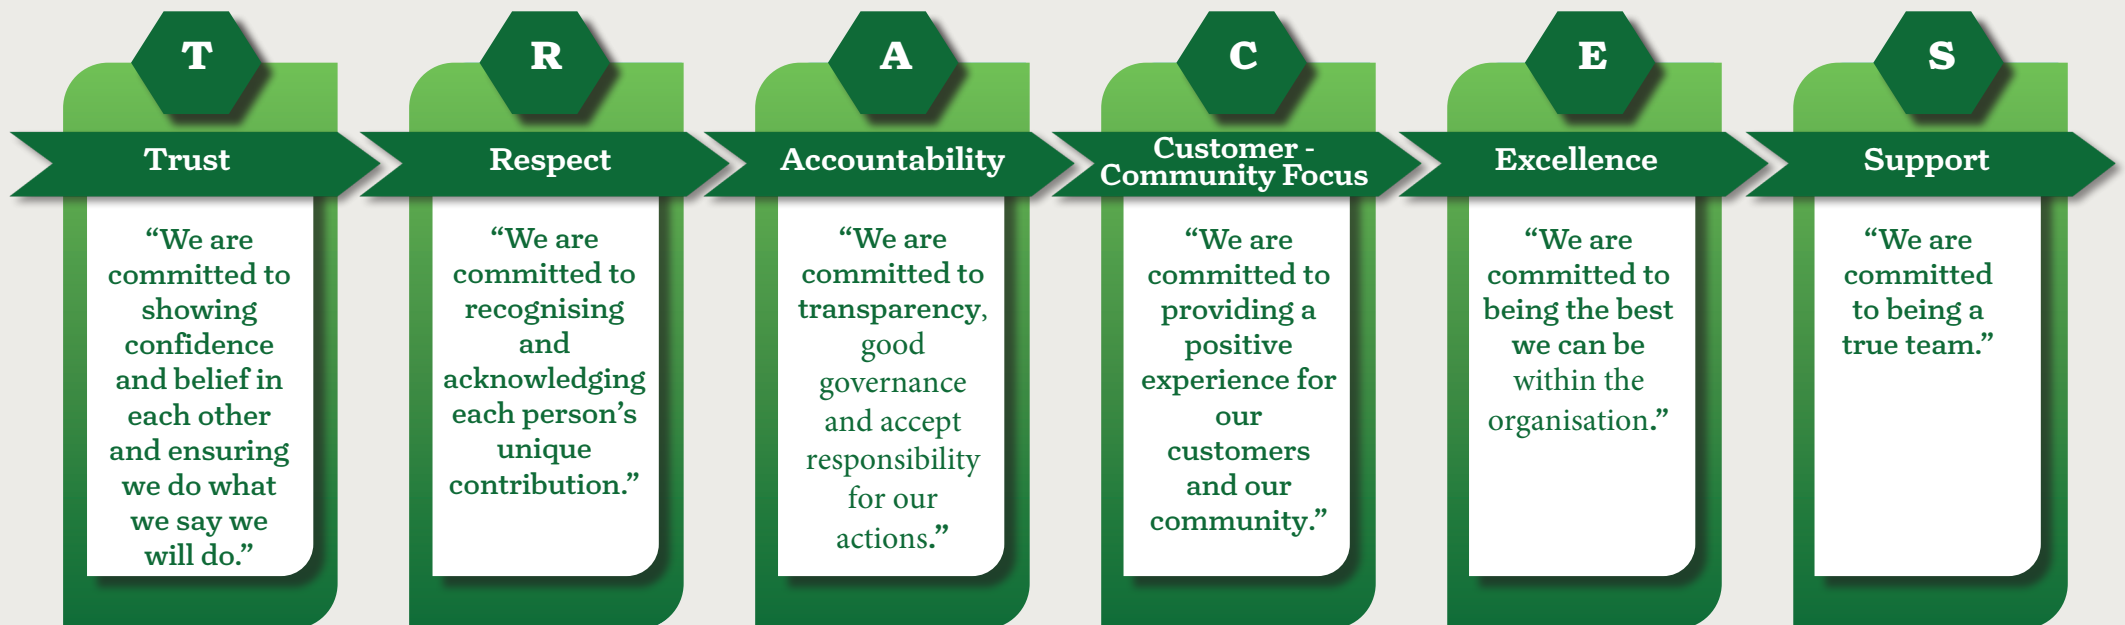 T
Trust
“We are
committed to
showing
confidence
and belief in
each other
and ensuring
we do what
we say we
will do.”
R
Respect
“We are
committed to
recognising
and
acknowledging
each person’s
unique
contribution.”
A
Accountability
“We are
committed to
transparency,
good
governance
and accept
responsibility
for our
actions.”
C
Customer -
Community Focus
“We are
committed to
providing a
positive
experience for
our
customers
and our
community.”
E
Excellence
“We are
committed to
being the best
we can be
within the
organisation.”
S
Support
“We are
committed
to being a
true team.”